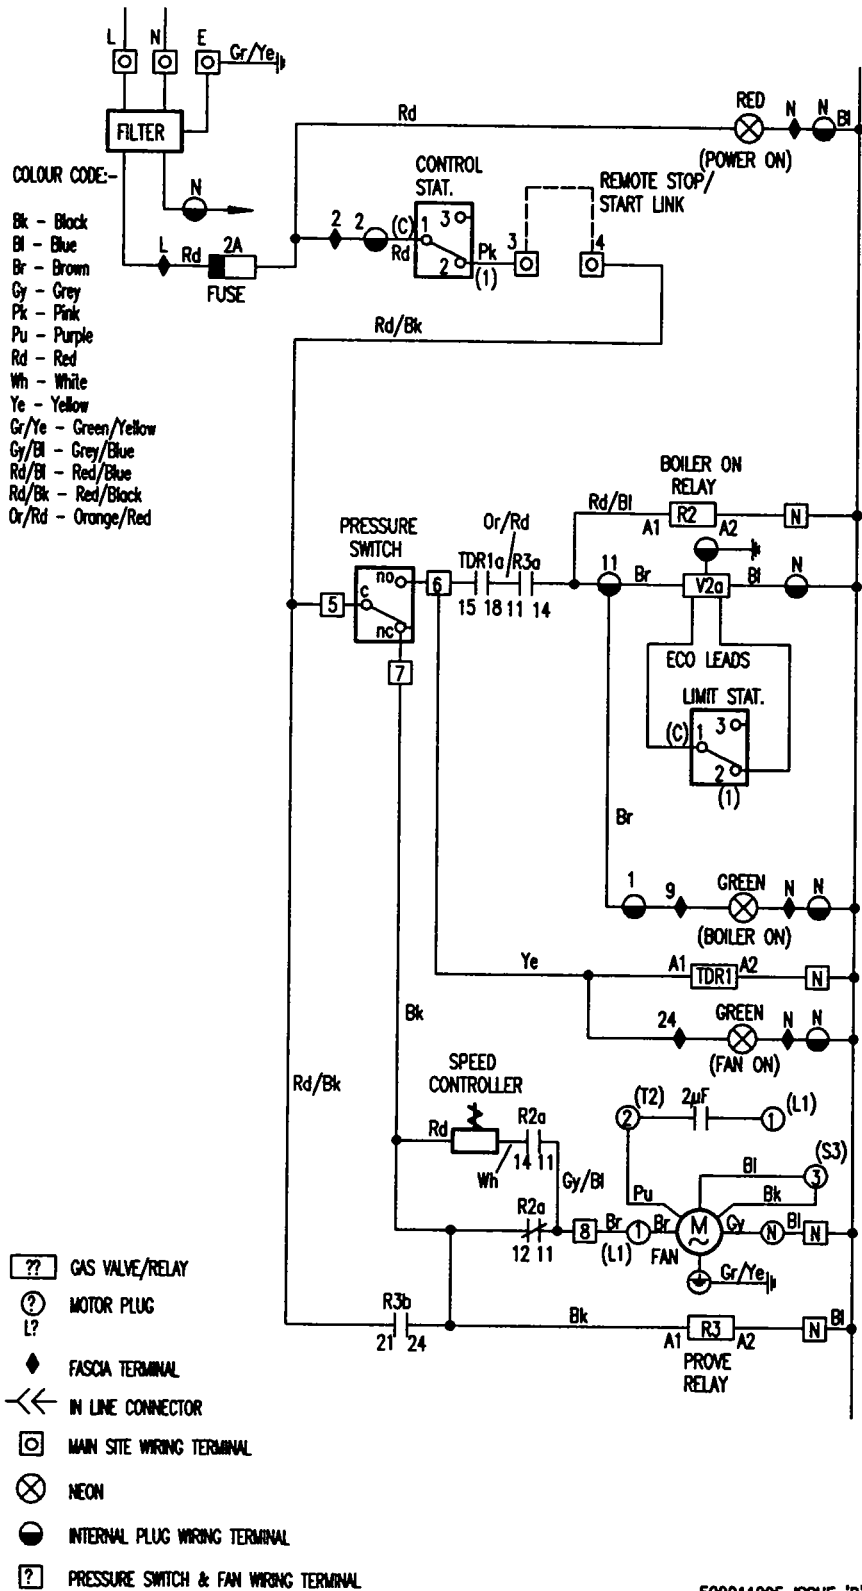 L N E
Gr/Ye
FILTER
Rd
RED
N N
Bl
(POWER ON)
COLOUR CODE:-
Bk - Black
Bl - Blue
Br - Brown
Gy - Grey
Pk - Pink
Pu - Purple
Rd - Red
Wh - White
Ye - Yellow
Gr/Ye - Green/Yellow
Gy/Bl - Grey/Blue
Rd/Bl - Red/Blue
Rd/Bk - Red/Black
Or/Rd - Orange/Red
N
L Rd 2A
FUSE
CONTROL
STAT.
2 2 (C) 1 3
Rd
2 Pk 3
(1)
REMOTE STOP/
START LINK
4
Rd/Bk
BOILER ON
RELAY
Rd/Bl
A1 R2 A2 N
PRESSURE
SWITCH
Or/Rd
5 c no nc 6
7
TDR1a R3a
15 18 11 14
11 Br V2a Bl N
ECO LEADS
LIMIT STAT.
(C) 1 3
2
(1)
Br
1 9 GREEN N N
(BOILER ON)
Ye
A1 TDR1 A2 N
Bk
24 GREEN N N
(FAN ON)
Rd/Bk
SPEED
CONTROLLER
Rd R2a
Wh 14 11
Gy/Bl
(T2) 2µF (L1)
2 1
(S3)
Bl 3
Pu Bk
R2a
12 11
8 Br 1 Br M ~ Gy N Bl N
(L1) FAN
Gr/Ye
R3b
21 24
Bk
A1 R3 A2 N Bl
PROVE
RELAY
?? GAS VALVE/RELAY
? MOTOR PLUG
L?
FASCIA TERMINAL
IN LINE CONNECTOR
MAIN SITE WIRING TERMINAL
NEON
INTERNAL PLUG WIRING TERMINAL
? PRESSURE SWITCH & FAN WIRING TERMINAL